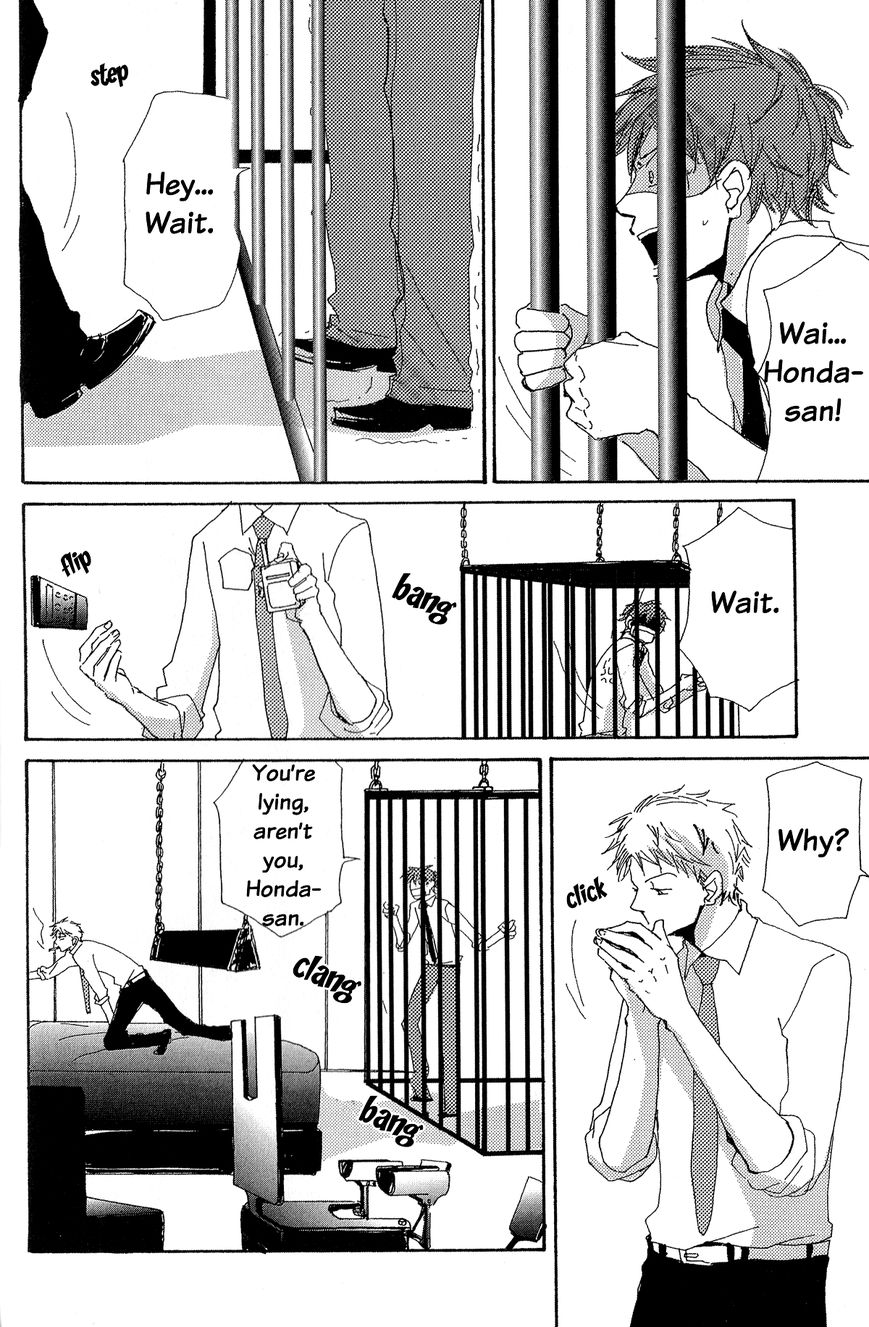 Wai...
Honda-
san!
step
Hey...
Wait.
Wait.
bang
flip
Why?
click
You're
lying,
aren't
you,
Honda-
san.
clang
bang